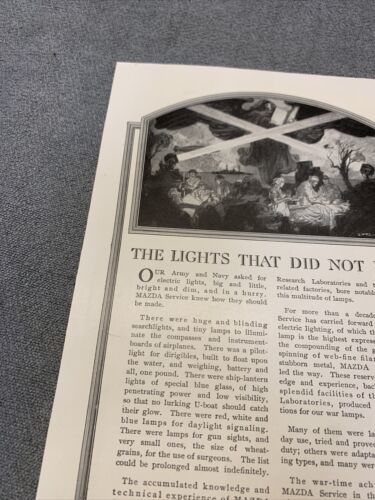 THE LIGHTS THAT DID NOT
OUR Army and Navy asked for
electric lights, big and little,
bright and dim, and in a hurry.
MAZDA Service knew how they should
be made.
There were huge and blinding
searchlights, and tiny lamps to illumi-
nate the compasses and instrument-
boards of airplanes. There was a pilot-
light for dirigibles, built to float upon
the water, and weighing, battery and
all, one pound. There were ship-lantern
lights of special blue glass, of high
penetrating power and low visibility,
so that no lurking U-boat should catch
their glow. There were red, white and
blue lamps for daylight signaling.
There were lamps for gun sights, and
very small ones, the size of wheat-
grains, for the use of surgeons. The list
could be prolonged almost indefinitely.
The accumulated knowledge and
technical experience of MAZDA
Research Laboratories and t
related factories, bore notabl
this multitude of lamps.
For more than a decade
Service has carried forward
electric lighting, of which th
lamp is the highest expressi
the compounding of the g
spinning of web-fine filam
stubborn metal, MAZDA
led the way. These reserv
edge and experience, back
splendid facilities of th
Laboratories, produced
tions for our war lamps.
Many of them were la
day use, tried and prove
duty; others were adapta
ing types, and many wer
The war-time ach
MAZDA Service in the